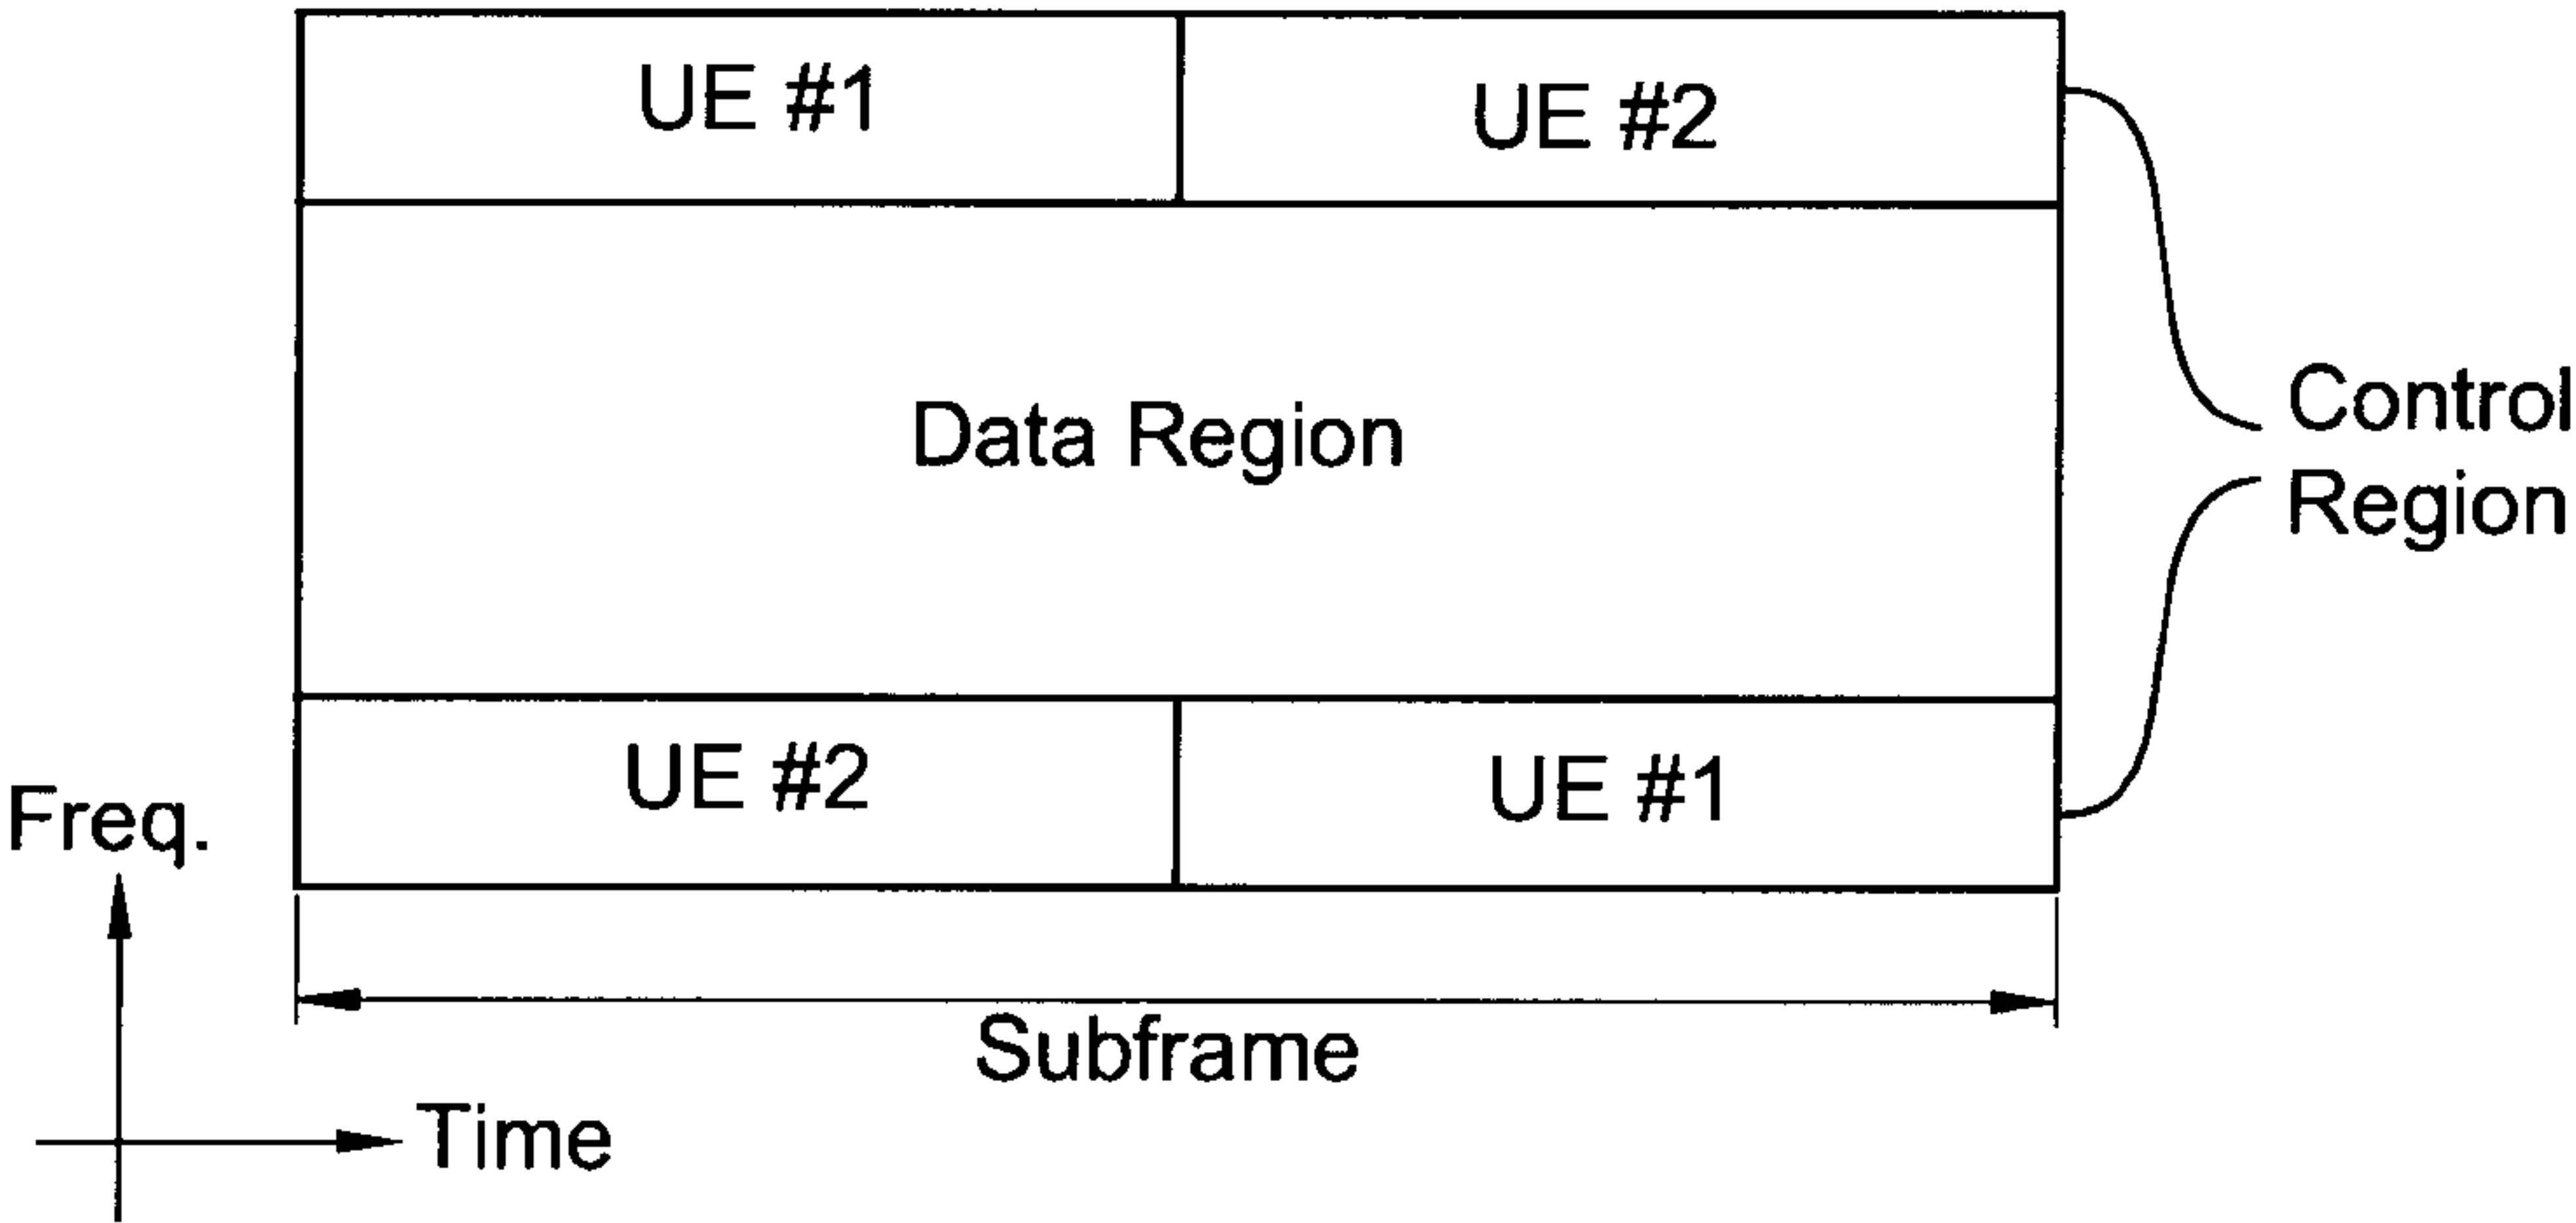 UE #1
UE #2
Data Region
Control
Region
UE #2
UE #1
Freq.
Subframe
Time